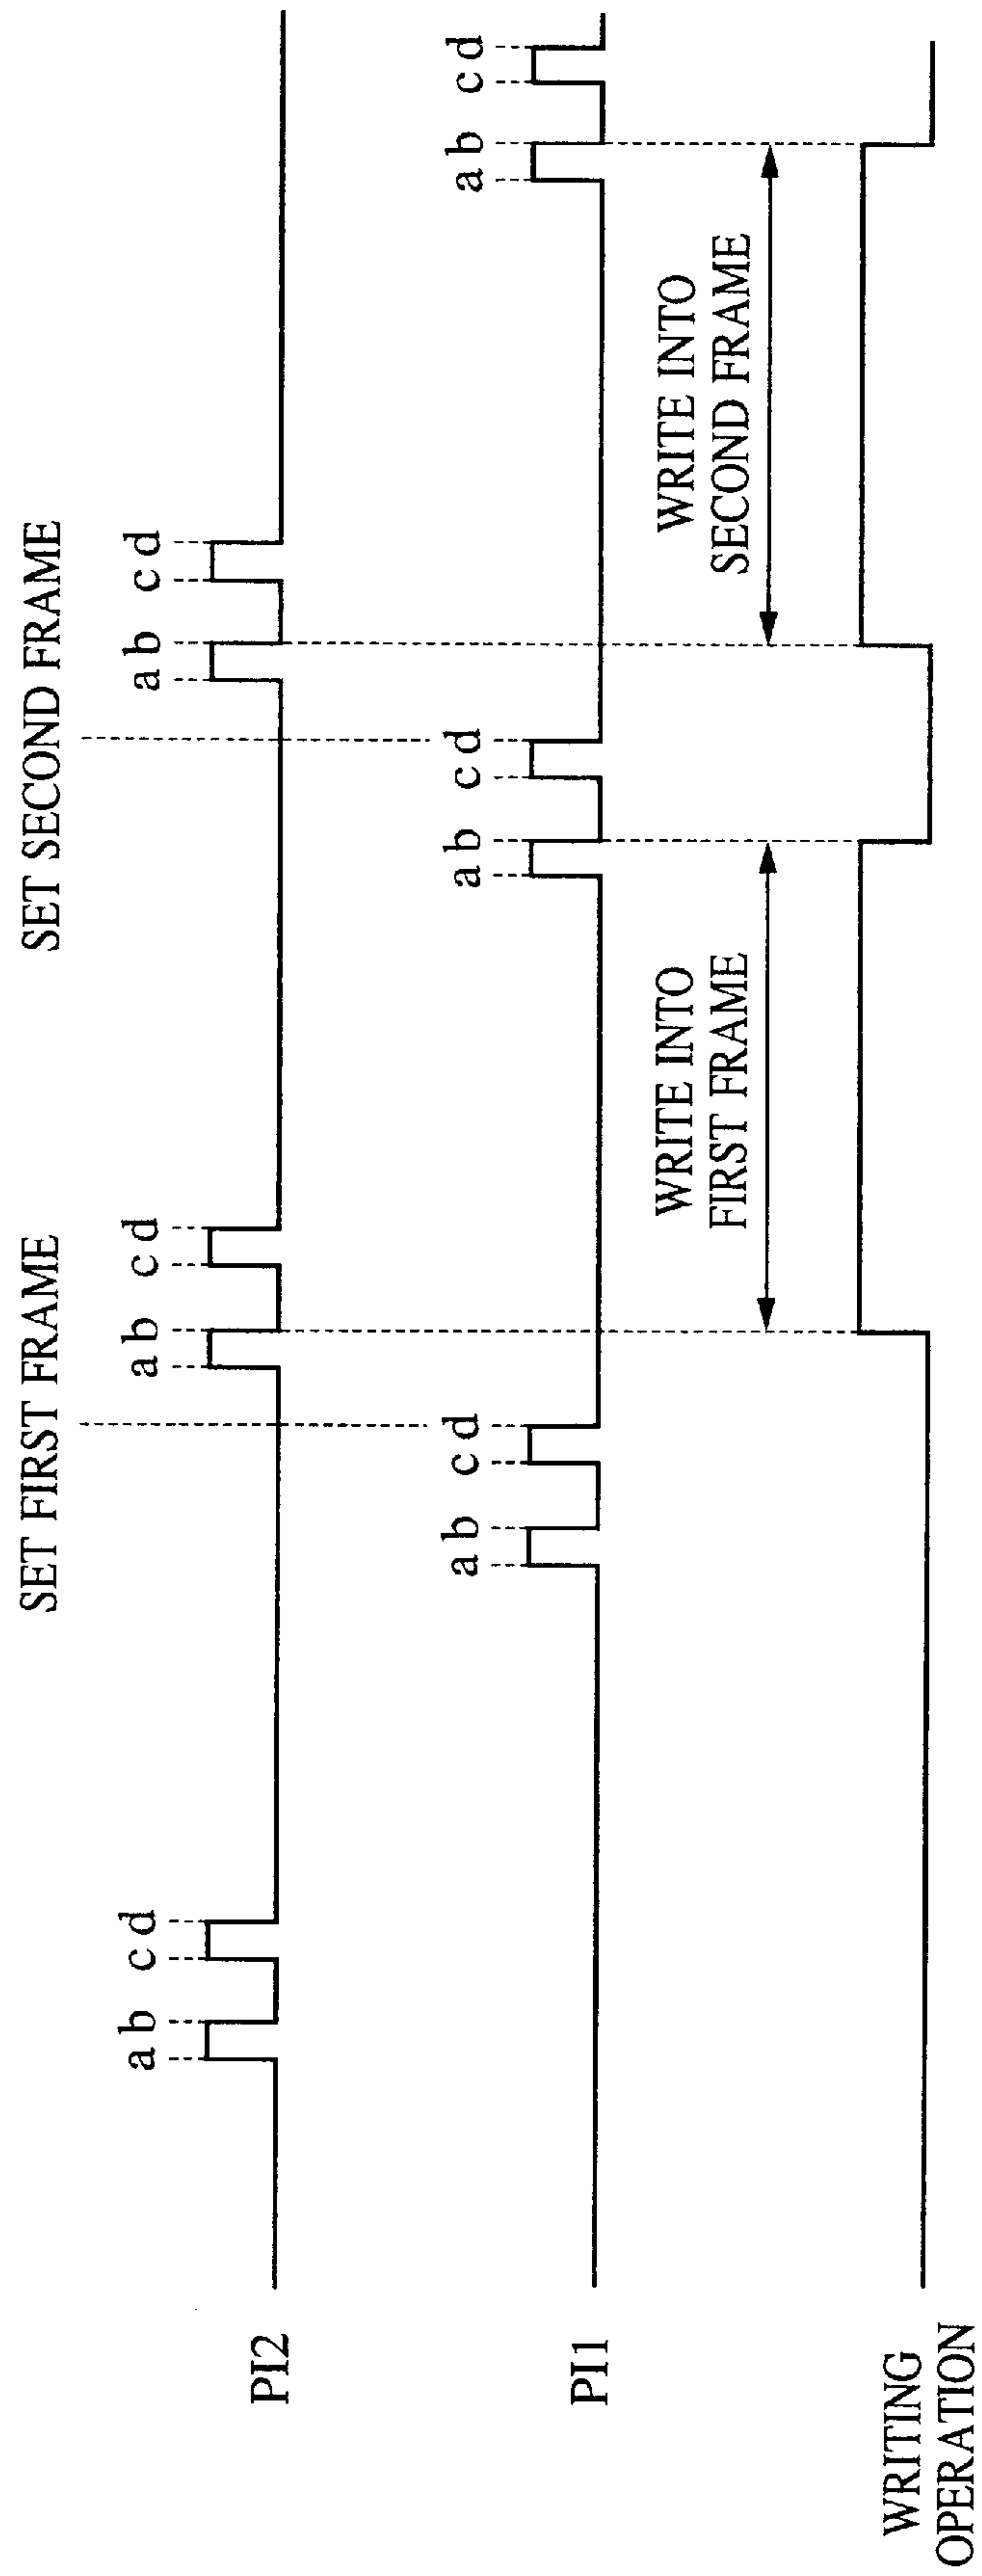 SET FIRST FRAME
SET SECOND FRAME
a b c d
a b c d
a b c d
PI2
a b c d
a b c d
a b c d
PI1
WRITE INTO
FIRST FRAME
WRITE INTO
SECOND FRAME
WRITING
OPERATION